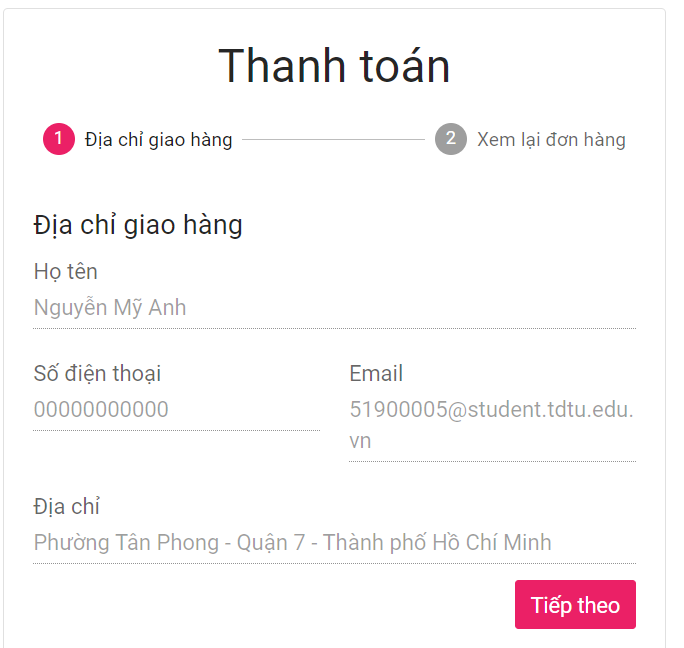 Thanh toán
1 Địa chỉ giao hàng 2 Xem lại đơn hàng
Địa chỉ giao hàng
Họ tên
Nguyễn Mỹ Anh
Số điện thoại Email
00000000000 51900005@student.tdtu.edu.
vn
Địa chỉ
Phường Tân Phong - Quận 7 - Thành phố Hồ Chí Minh
Tiếp theo